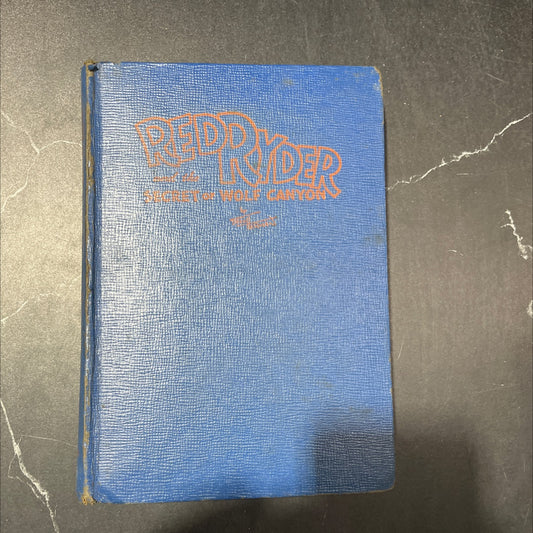 RED RYDER
and the
SECRET OF WOLF CANYON